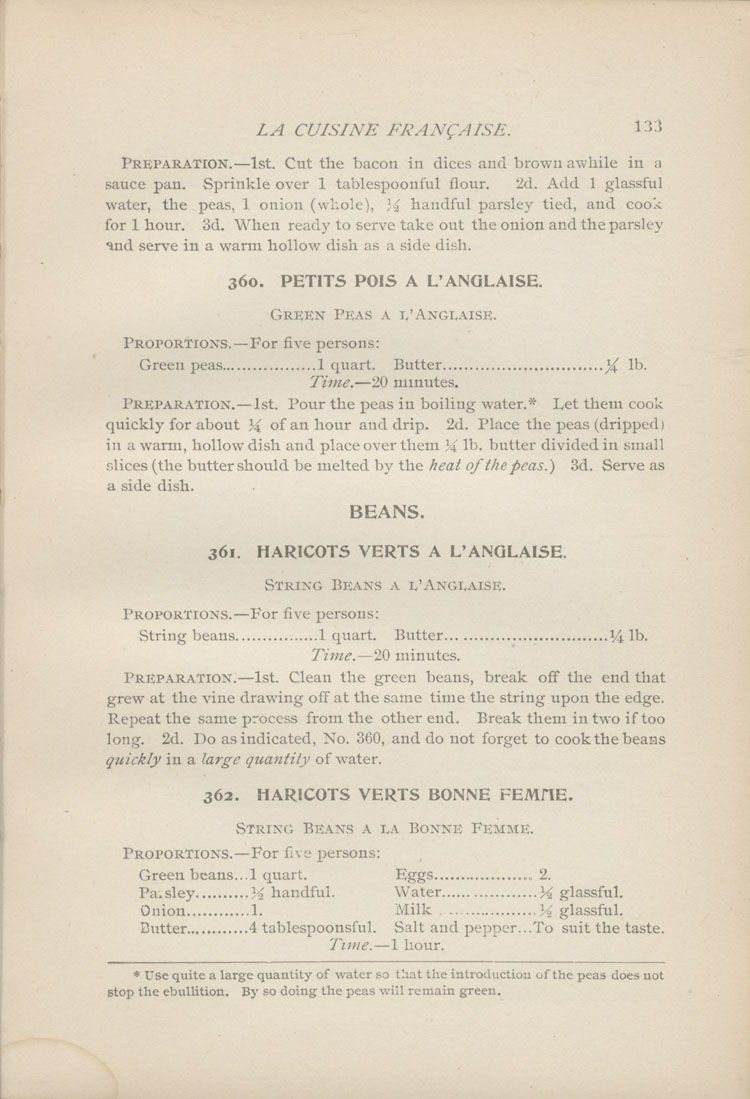 LA CUISINE FRANÇAISE. 133
PREPARATION.—1st. Cut the bacon in dices and brown awhile in a
sauce pan. Sprinkle over 1 tablespoonful flour. 2d. Add 1 glassful
water, the peas, 1 onion (whole), ½ handful parsley tied, and cook
for 1 hour. 3d. When ready to serve take out the onion and the parsley
and serve in a warm hollow dish as a side dish.
360. PETITS POIS A L'ANGLAISE.
GREEN PEAS A L'ANGLAISE.
PROPORTIONS.—For five persons:
Green peas..................1 quart. Butter..............................¼ lb.
Time.—20 minutes.
PREPARATION.—1st. Pour the peas in boiling water.* Let them cook
quickly for about ¼ of an hour and drip. 2d. Place the peas (dripped)
in a warm, hollow dish and place over them ¼ lb. butter divided in small
slices (the butter should be melted by the heat of the peas.) 3d. Serve as
a side dish.
BEANS.
361. HARICOTS VERTS A L'ANGLAISE.
STRING BEANS A L'ANGLAISE.
PROPORTIONS.—For five persons:
String beans................1 quart. Butter..............................¼ lb.
Time.—20 minutes.
PREPARATION.—1st. Clean the green beans, break off the end that
grew at the vine drawing off at the same time the string upon the edge.
Repeat the same process from the other end. Break them in two if too
long. 2d. Do as indicated, No. 360, and do not forget to cook the beans
quickly in a large quantity of water.
362. HARICOTS VERTS BONNE FEMME.
STRING BEANS A LA BONNE FEMME.
PROPORTIONS.—For five persons:
Green beans...1 quart. Eggs................... 2.
Parsley..........½ handful. Water..................½ glassful.
Onion............1. Milk ..................½ glassful.
Butter...........4 tablespoonsful. Salt and pepper...To suit the taste.
Time.—1 hour.
* Use quite a large quantity of water so that the introduction of the peas does not
stop the ebullition. By so doing the peas will remain green.